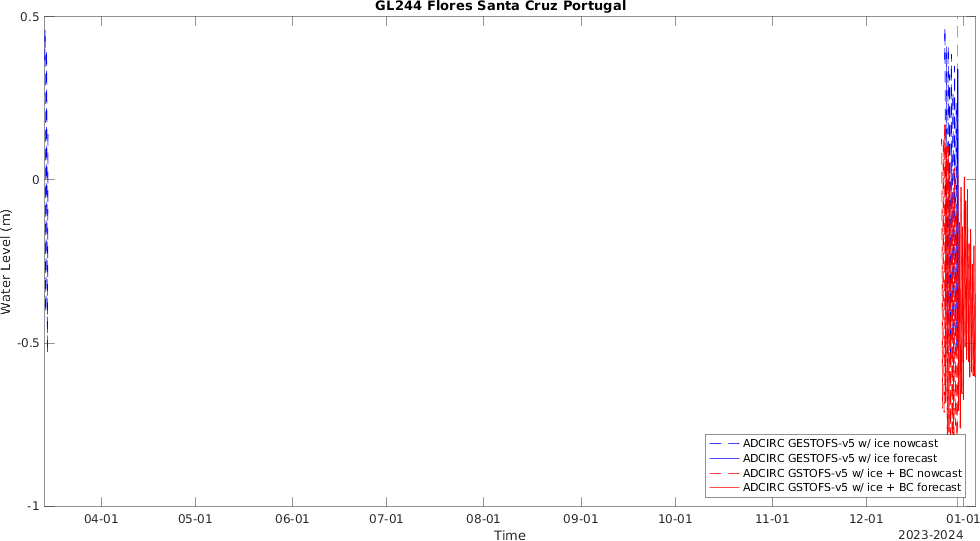 GL244 Flores Santa Cruz Portugal
0.5
0
-0.5
-1
Water Level (m)
04-01 05-01 06-01 07-01 08-01 09-01 10-01 11-01 12-01 01-01
Time
2023-2024
ADCIRC GESTOFS-v5 w/ ice nowcast
ADCIRC GESTOFS-v5 w/ ice forecast
ADCIRC GSTOFS-v5 w/ ice + BC nowcast
ADCIRC GSTOFS-v5 w/ ice + BC forecast